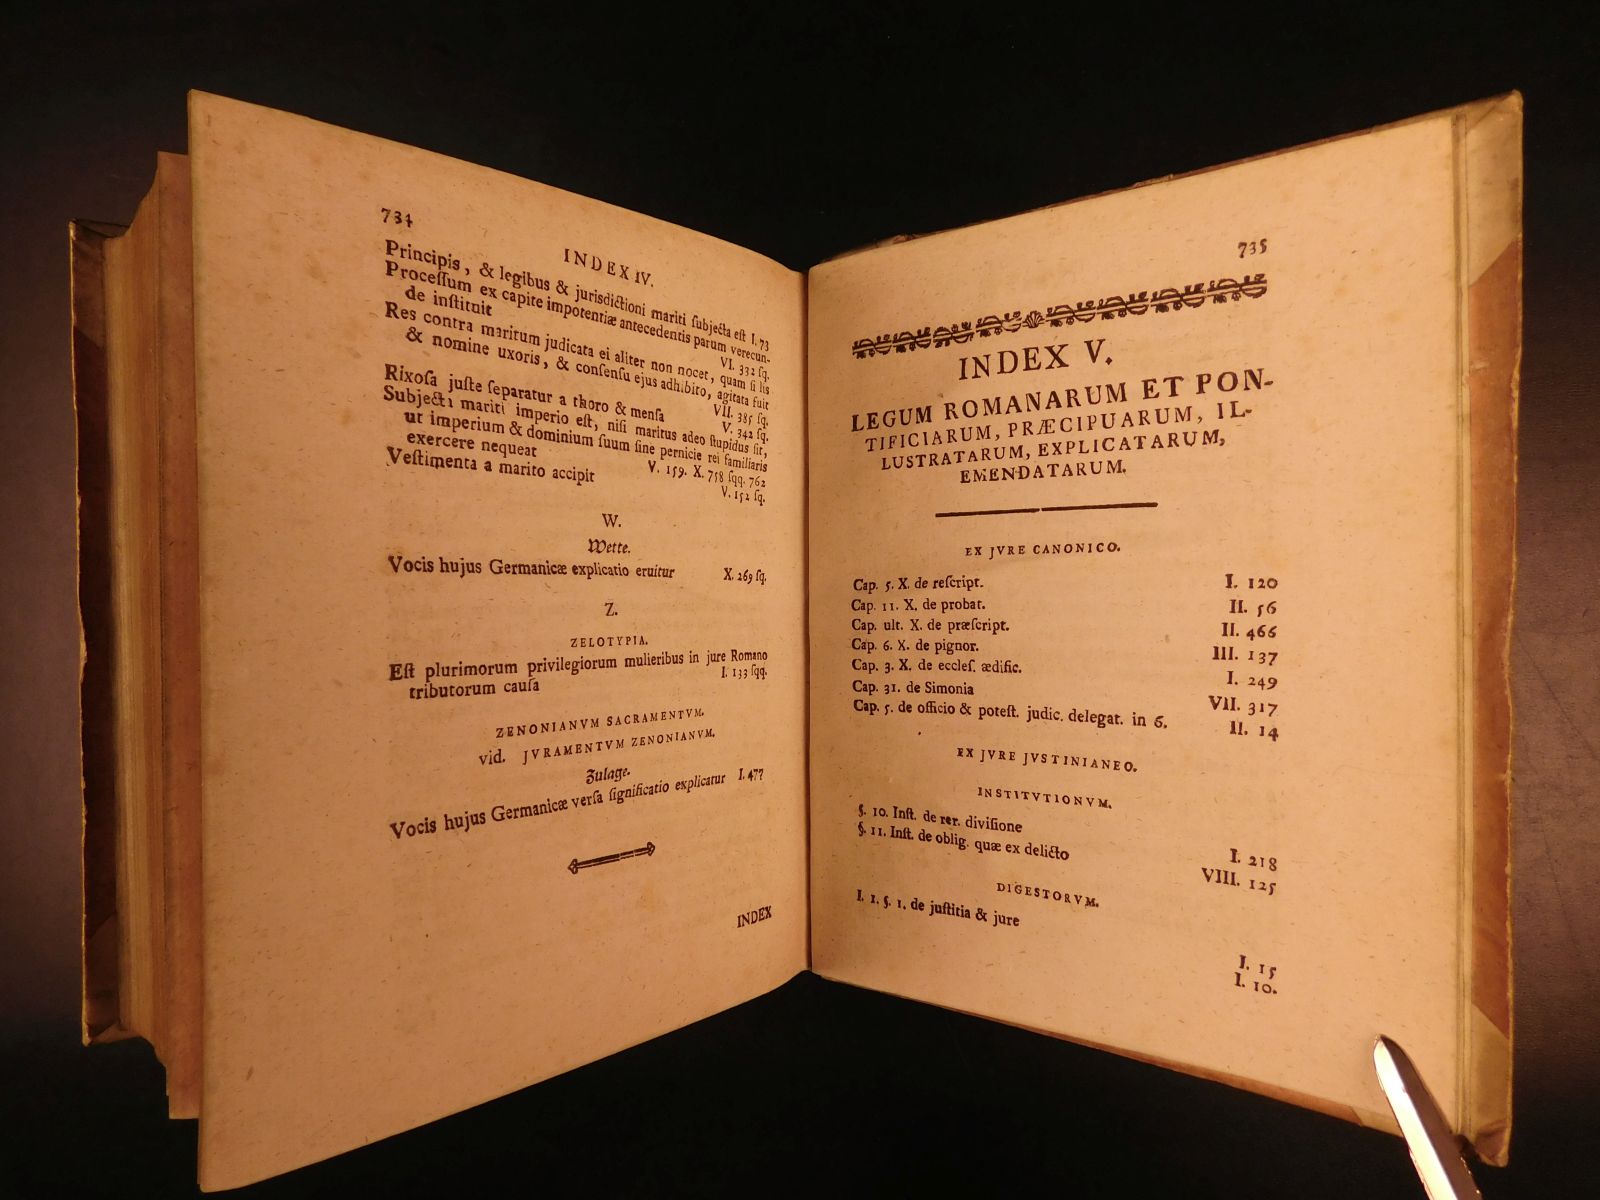 734
INDEX IV.
Principis, & legibus & jurisdictioni mariti ſubjecta eſt I. 73
Proceſſum ex capite impotentiæ antecedentis parum verecun-
de inſtituit
VI. 332 ſq.
Res contra maritum judicata ei aliter non nocet, quam ſi lis
& nomine uxoris, & conſenſu ejus adhibito, agitata fuit
VII. 385 ſq.
Rixoſa juſte ſeparatur a thoro & menſa
V. 342 ſq.
Subjecti mariti imperio eſt, niſi maritus adeo ſtupidus ſit,
ut imperium & dominium ſuum ſine pernicie rei familiaris
exercere nequeat
V. 159. X. 758 ſqq. 762
Veſtimenta a marito accipit
V. 152 ſq.
W.
Wette.
Vocis hujus Germanicæ explicatio eruitur X. 269 ſq.
Z.
ZELOTYPIA.
Eſt plurimorum privilegiorum mulieribus in jure Romano
tributorum cauſa
I. 133 ſqq.
ZENONIANVM SACRAMENTVM.
vid. JVRAMENTVM ZENONIANVM.
Zulage.
Vocis hujus Germanicæ verſa ſignificatio explicatur I. 477
INDEX
735
INDEX V.
LEGUM ROMANARUM ET PON-
TIFICIARUM, PRÆCIPUARUM, IL-
LUSTRATARUM, EXPLICATARUM,
EMENDATARUM.
EX JVRE CANONICO.
Cap. 5. X. de reſcript. I. 120
Cap. 11. X. de probat. II. 56
Cap. ult. X. de præſcript. II. 466
Cap. 6. X. de pignor. III. 137
Cap. 3. X. de eccleſ. ædific. I. 249
Cap. 31. de Simonia VII. 317
Cap. 5. de officio & poteſt. judic. delegat. in 6. II. 14
EX JVRE JVSTINIANEO.
INSTITVTIONVM.
§. 10. Inſt. de rer. diviſione I. 218
§. 11. Inſt. de oblig. quæ ex delicto VIII. 125
DIGESTORVM.
l. 1. §. 1. de juſtitia & jure
I. 15
I. 10.